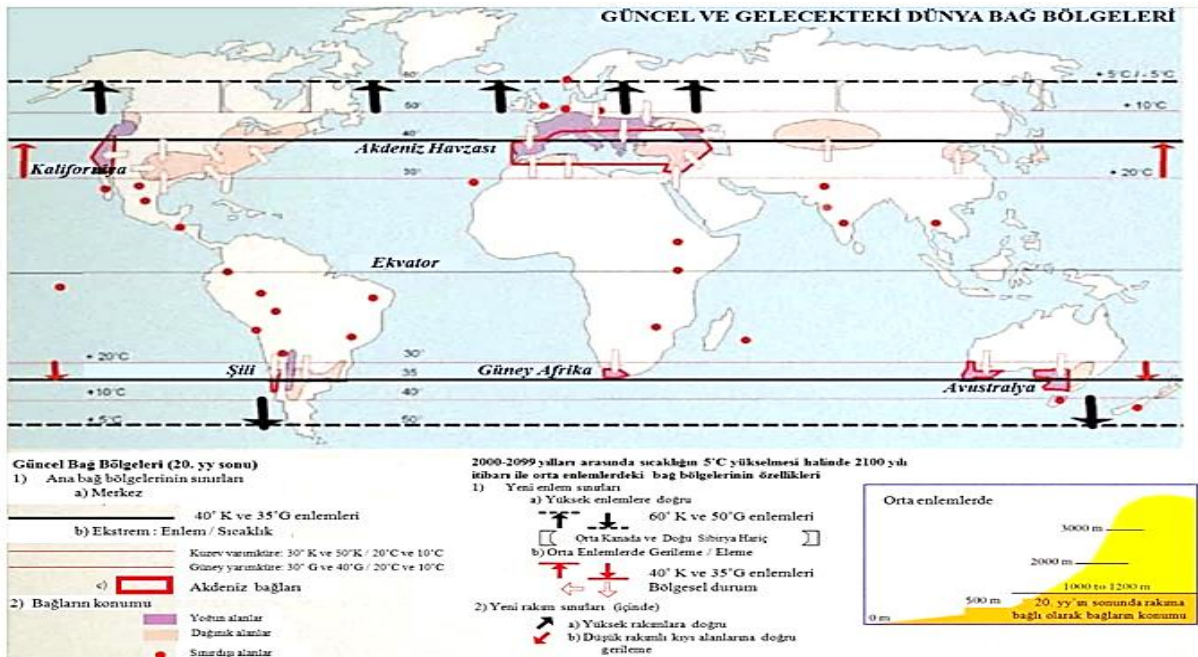 GÜNCEL VE GELECEKTEKİ DÜNYA BAĞ BÖLGELERİ
60°
+5°C / -5°C
50°
+ 10°C
40°
Akdeniz Havzası
Kaliforniya
30°
+ 20°C
Ekvator
+ 20°C
30°
Şili
35
Güney Afrika
Avustralya
+10°C
40°
+5°C
50°
Güncel Bağ Bölgeleri (20. yy sonu)
1) Ana bağ bölgelerinin sınırları
a) Merkez
40° K ve 35°G enlemleri
b) Ekstrem : Enlem / Sıcaklık
Kuzey yarımküre: 30° K ve 50°K / 20°C ve 10°C
Güney yarımküre: 30° G ve 40°G / 20°C ve 10°C
c) Akdeniz bağları
2) Bağların konumu
Yoğun alanlar
Dağınık alanlar
Sınırdışı alanlar
2000-2099 yılları arasında sıcaklığın 5°C yükselmesi halinde 2100 yılı
itibarı ile orta enlemlerdeki bağ bölgelerinin özellikleri
1) Yeni enlem sınırları
a) Yüksek enlemlere doğru
60° K ve 50°G enlemleri
Orta Kanada ve Doğu Sibirya Hariç
b) Orta Enlemlerde Gerileme / Eleme
40° K ve 35°G enlemleri
Bölgesel durum
2) Yeni rakım sınırları (içinde)
a) Yüksek rakımlara doğru
b) Düşük rakımlı kıyı alanlarına doğru
gerileme
Orta enlemlerde
3000 m
2000 m
1000 to 1200 m
500 m
20. yy'ın sonunda rakıma
bağlı olarak bağların konumu
0 m